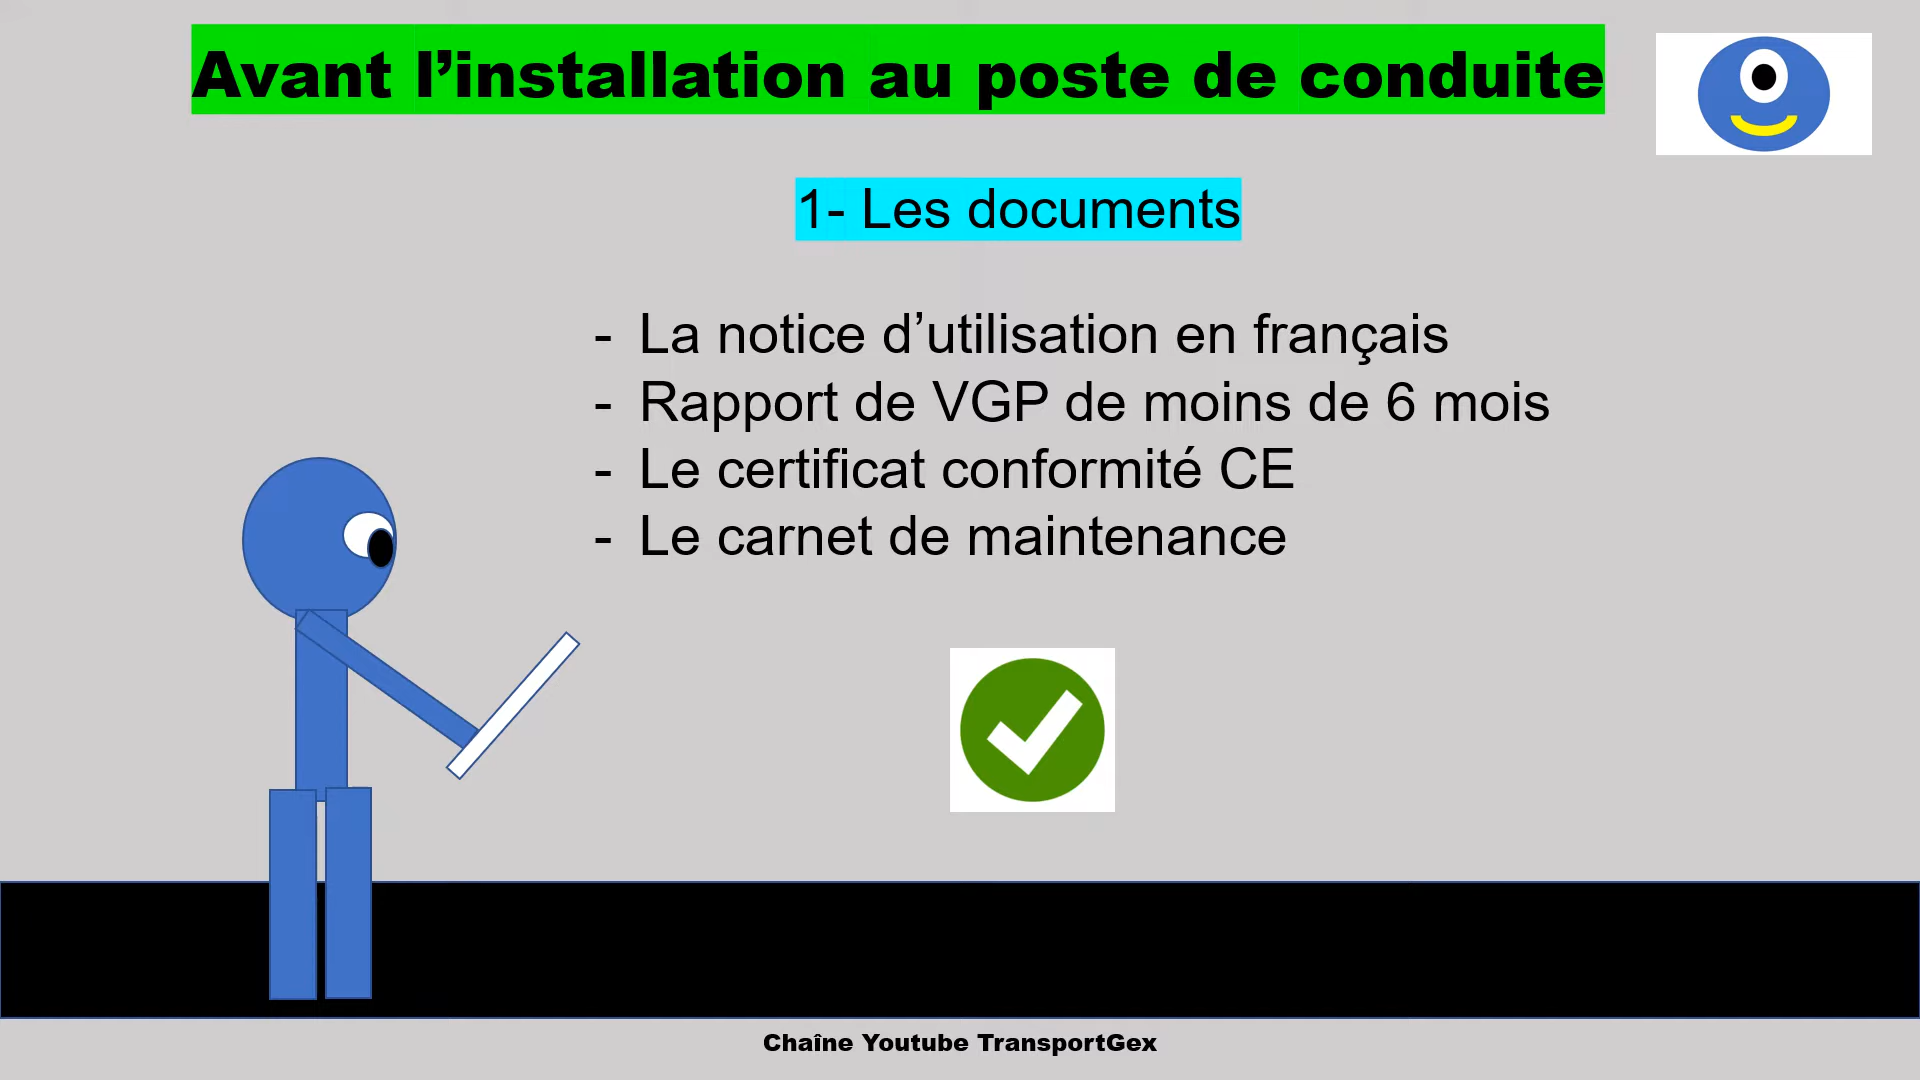 Avant l’installation au poste de conduite
1- Les documents
- La notice d’utilisation en français
- Rapport de VGP de moins de 6 mois
- Le certificat conformité CE
- Le carnet de maintenance
Chaîne Youtube TransportGex